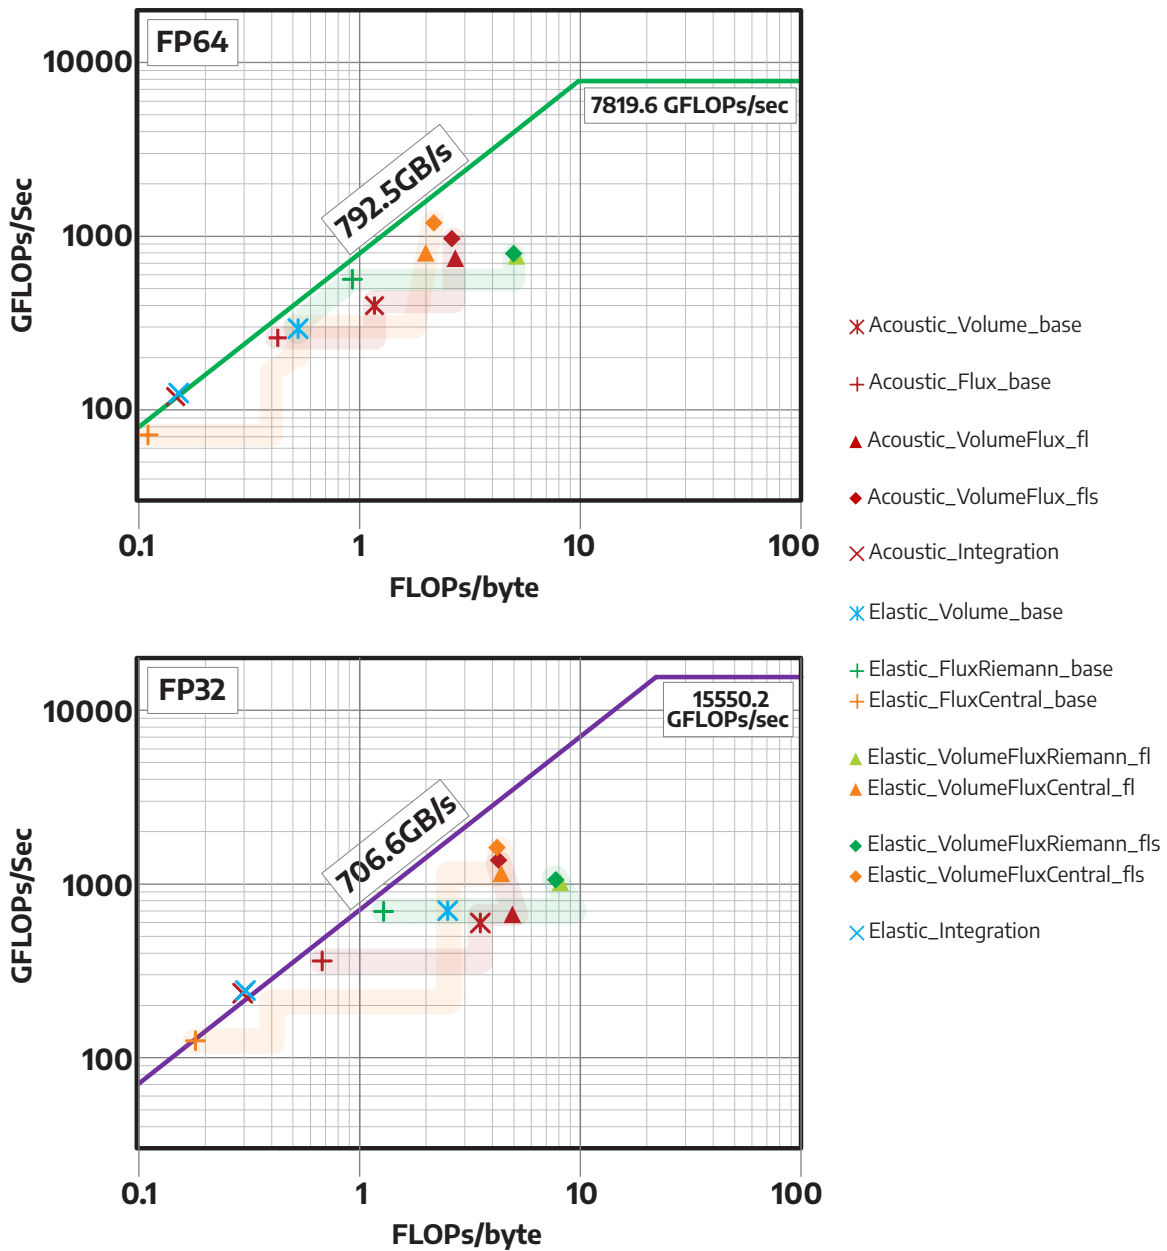 FP64
10000
1000
100
GFLOPs/Sec
792.5GB/s
7819.6 GFLOPs/sec
0.1
1
10
100
FLOPs/byte
FP32
10000
1000
100
GFLOPs/Sec
706.6GB/s
15550.2
GFLOPs/sec
0.1
1
10
100
FLOPs/byte
Acoustic_Volume_base
Acoustic_Flux_base
Acoustic_VolumeFlux_fl
Acoustic_VolumeFlux_fls
Acoustic_Integration
Elastic_Volume_base
Elastic_FluxRiemann_base
Elastic_FluxCentral_base
Elastic_VolumeFluxRiemann_fl
Elastic_VolumeFluxCentral_fl
Elastic_VolumeFluxRiemann_fls
Elastic_VolumeFluxCentral_fls
Elastic_Integration